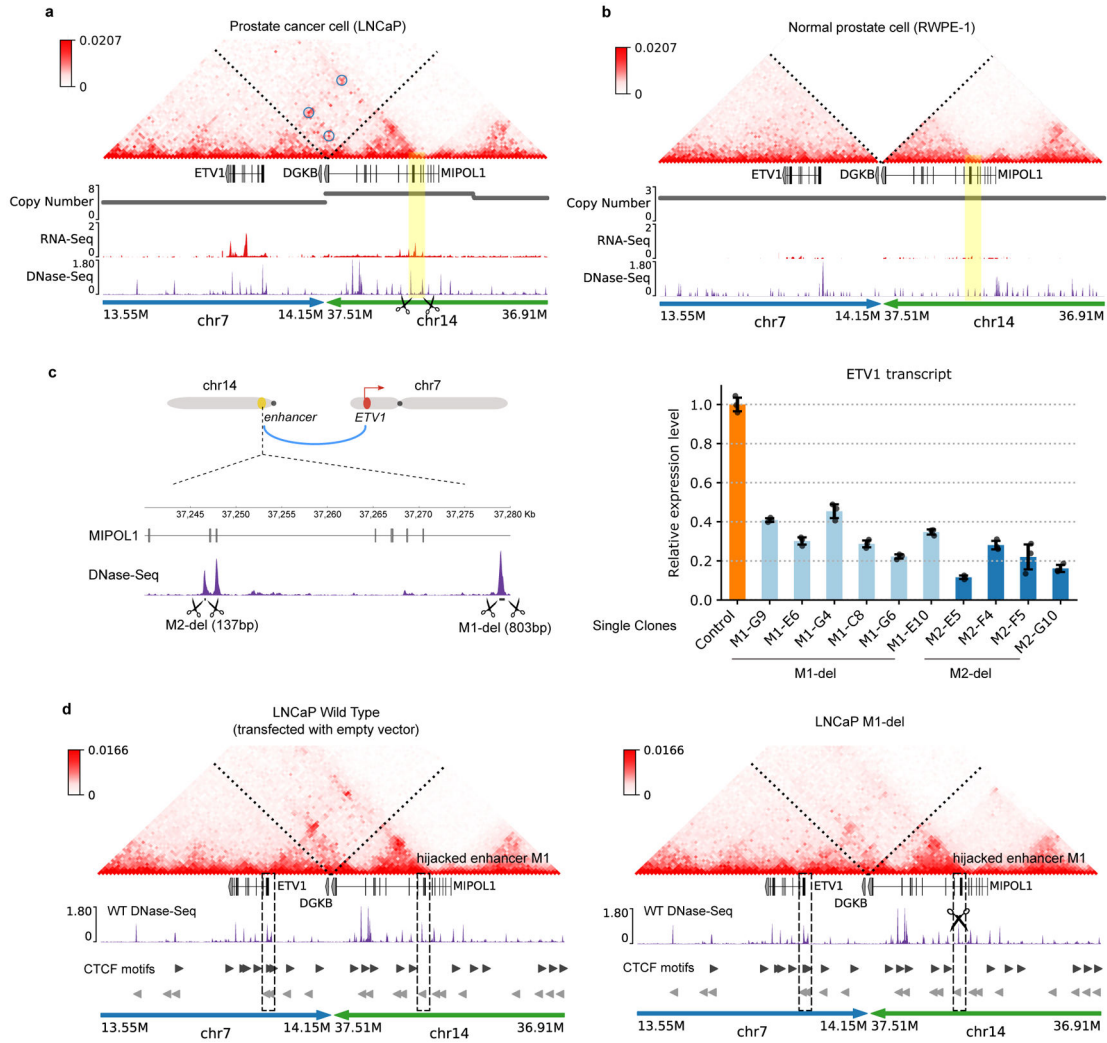 a
Prostate cancer cell (LNCaP)
0.0207
0
ETV1
DGKB
MIPOL1
Copy Number
8
0
RNA-Seq
2
0
DNase-Seq
1.80
0
13.55M
chr7
14.15M
37.51M
chr14
36.91M
b
Normal prostate cell (RWPE-1)
0.0207
0
ETV1
DGKB
MIPOL1
Copy Number
3
0
RNA-Seq
2
0
DNase-Seq
1.80
0
13.55M
chr7
14.15M
37.51M
chr14
36.91M
c
chr14
chr7
enhancer
ETV1
37,245
37,250
37,255
37,260
37,265
37,270
37,275
37,280 Kb
MIPOL1
DNase-Seq
M2-del (137bp)
M1-del (803bp)
ETV1 transcript
Relative expression level
1.0
0.8
0.6
0.4
0.2
0.0
Single Clones
Control
M1-G9
M1-E6
M1-G4
M1-C8
M1-G6
M1-E10
M2-E5
M2-F4
M2-F5
M2-G10
M1-del
M2-del
d
LNCaP Wild Type
(transfected with empty vector)
0.0166
0
hijacked enhancer M1
ETV1
DGKB
MIPOL1
1.80
0
WT DNase-Seq
CTCF motifs
13.55M
chr7
14.15M
37.51M
chr14
36.91M
LNCaP M1-del
0.0166
0
hijacked enhancer M1
ETV1
DGKB
MIPOL1
1.80
0
WT DNase-Seq
CTCF motifs
13.55M
chr7
14.15M
37.51M
chr14
36.91M